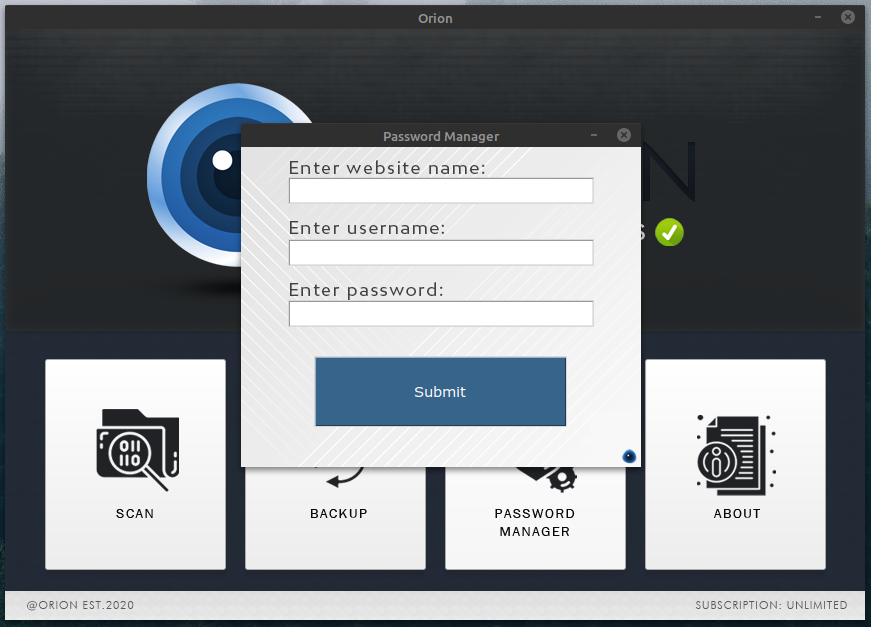 Orion
Password Manager
Enter website name:
Enter username:
Enter password:
Submit
SCAN
BACKUP
PASSWORD
MANAGER
ABOUT
@ORION EST.2020
SUBSCRIPTION: UNLIMITED